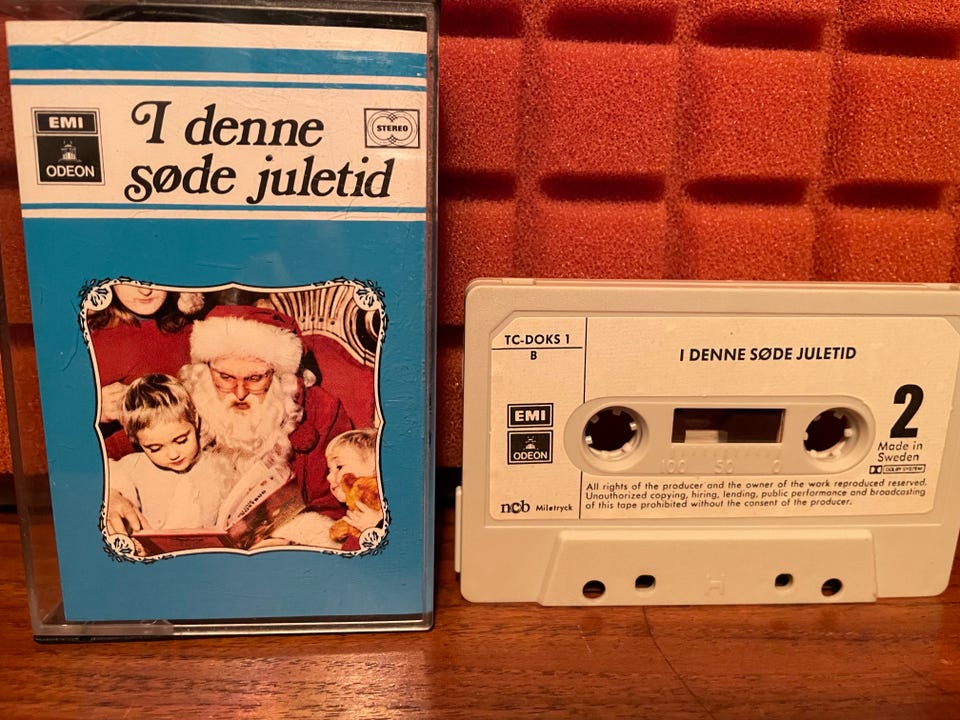 EMI
ODEON
I denne
søde juletid
STEREO
TC-DOKS 1
B
I DENNE SØDE JULETID
EMI
ODEON
2
Made in
Sweden
DOLBY SYSTEM
100 50 0
All rights of the producer and the owner of the work reproduced reserved.
Unauthorized copying, hiring, lending, public performance and broadcasting
of this tape prohibited without the consent of the producer.
ncb Miletryck
H